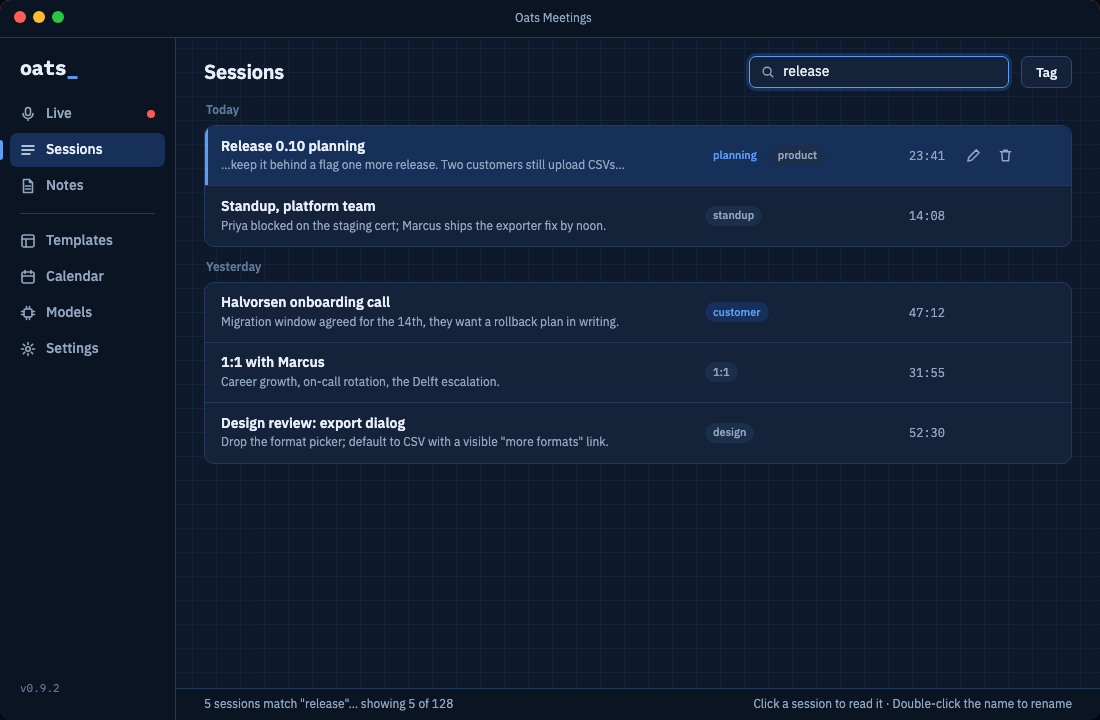 Oats Meetings
oats_
Live
Sessions
Notes
Templates
Calendar
Models
Settings
v0.9.2
Sessions
release
Tag
Today
Release 0.10 planning
…keep it behind a flag one more release. Two customers still upload CSVs…
planning product
23:41
Standup, platform team
Priya blocked on the staging cert; Marcus ships the exporter fix by noon.
standup
14:08
Yesterday
Halvorsen onboarding call
Migration window agreed for the 14th, they want a rollback plan in writing.
customer
47:12
1:1 with Marcus
Career growth, on-call rotation, the Delft escalation.
1:1
31:55
Design review: export dialog
Drop the format picker; default to CSV with a visible "more formats" link.
design
52:30
5 sessions match "release"… showing 5 of 128
Click a session to read it · Double-click the name to rename